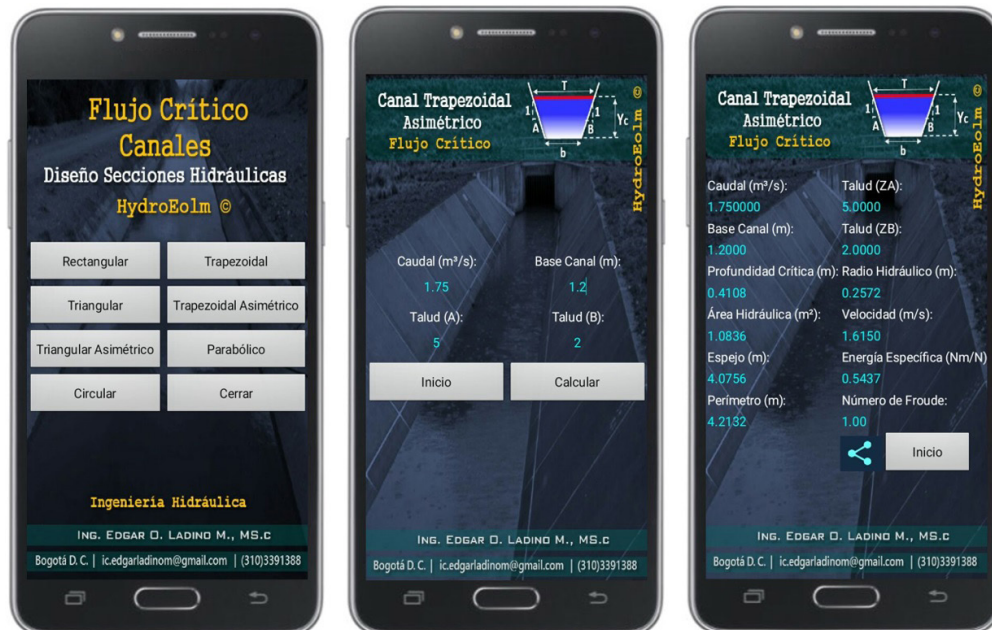 Flujo Crítico
Canales
Diseño Secciones Hidráulicas
HydroEolm ©
Rectangular
Trapezoidal
Triangular
Trapezoidal Asimétrico
Triangular Asimétrico
Parabólico
Circular
Cerrar
Ingeniería Hidráulica
Ing. Edgar O. Ladino M., MS.c
Bogotá D. C. | ic.edgarladinom@gmail.com | (310)3391388
Canal Trapezoidal
Asimétrico
Flujo Crítico
T
1
1
A
B
Yc
b
HydroEolm ©
Caudal (m³/s):
Base Canal (m):
1.75
1.2
Talud (A):
Talud (B):
5
2
Inicio
Calcular
Ing. Edgar O. Ladino M., MS.c
Bogotá D. C. | ic.edgarladinom@gmail.com | (310)3391388
Canal Trapezoidal
Asimétrico
Flujo Crítico
T
1
1
A
B
Yc
b
HydroEolm ©
Caudal (m³/s):
Talud (ZA):
1.750000
5.0000
Base Canal (m):
Talud (ZB):
1.2000
2.0000
Profundidad Crítica (m):
Radio Hidráulico (m):
0.4108
0.2572
Área Hidráulica (m²):
Velocidad (m/s):
1.0836
1.6150
Espejo (m):
Energía Específica (Nm/N)
4.0756
0.5437
Perímetro (m):
Número de Froude:
4.2132
1.00
Inicio
Ing. Edgar O. Ladino M., MS.c
Bogotá D. C. | ic.edgarladinom@gmail.com | (310)3391388